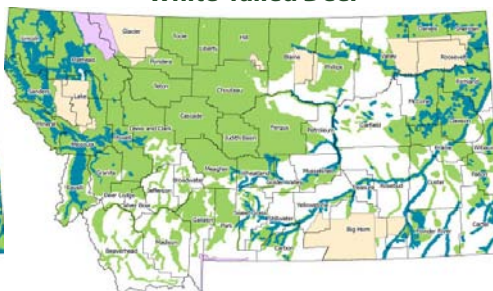 White-Tailed Deer
Glacier
Toole
Liberty
Hill
Blaine
Phillips
Valley
Daniels
Sheridan
Roosevelt
Lincoln
Flathead
Pondera
Teton
Chouteau
Richland
McCone
Dawson
Sanders
Lake
Lewis and Clark
Cascade
Fergus
Petroleum
Garfield
Prairie
Wibaux
Mineral
Missoula
Powell
Judith Basin
Granite
Meagher
Wheatland
Musselshell
Rosebud
Custer
Fallon
Ravalli
Deer Lodge
Jefferson
Broadwater
Golden Valley
Treasure
Silver Bow
Gallatin
Park
Sweet Grass
Stillwater
Yellowstone
Big Horn
Powder River
Carter
Beaverhead
Madison
Carbon